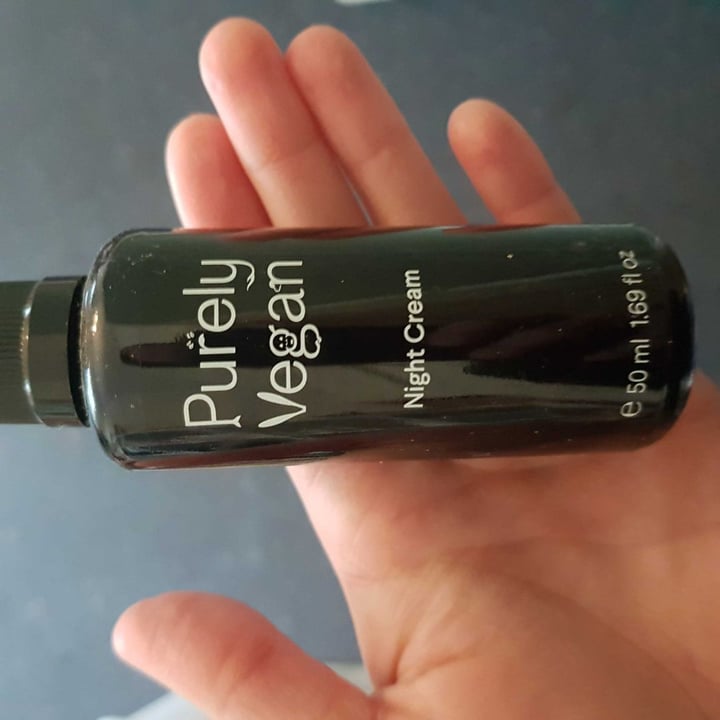 Purely
Vegan
Night Cream
e 50 ml 1.69 fl oz